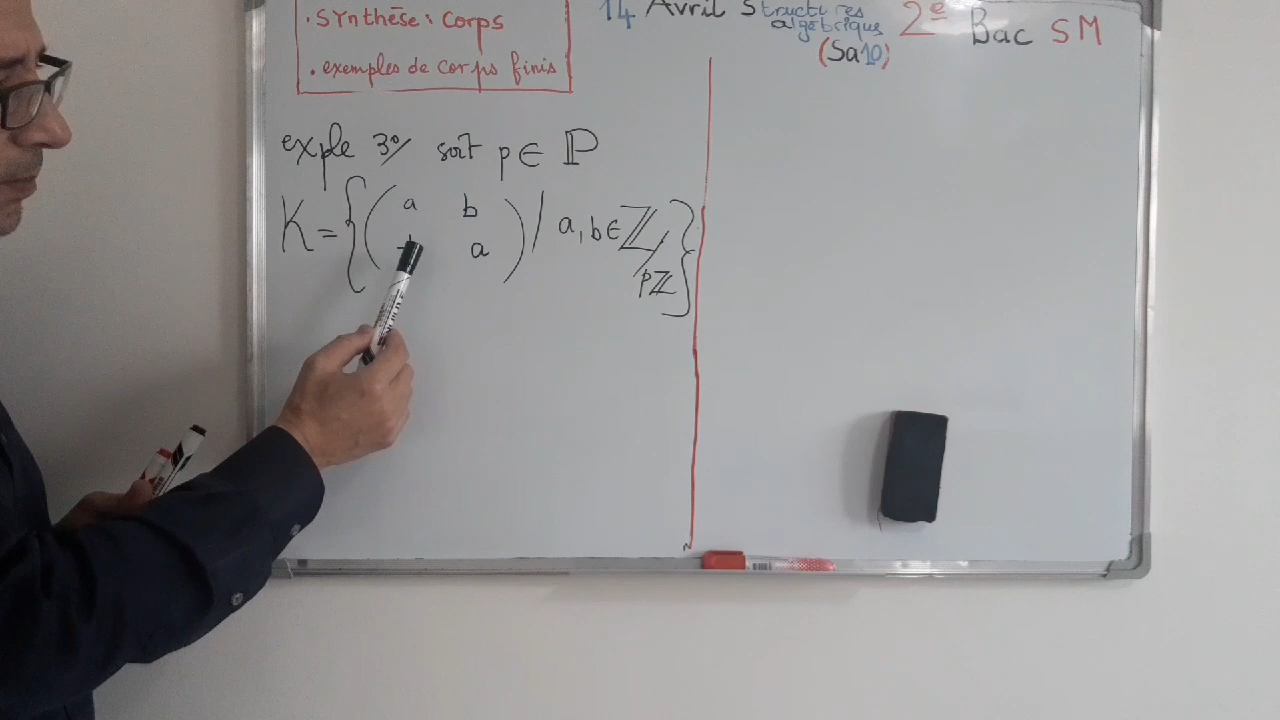 • Synthèse : Corps
• exemples de corps finis
14 Avril Structures algébriques (Sa10)
2e Bac SM
exple 3°/ soit p ∈ ℙ
K = { ( a b
a ) / a, b ∈ ℤ/pℤ }